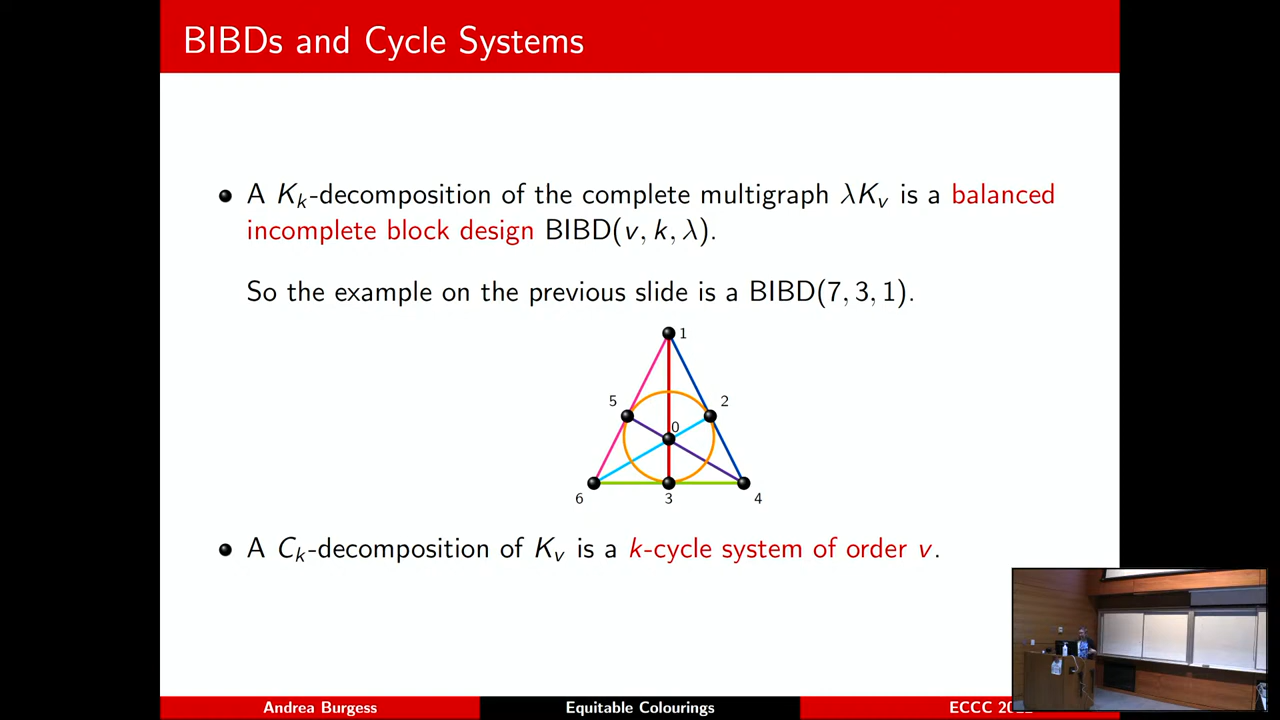 BIBDs and Cycle Systems
A Kₖ-decomposition of the complete multigraph λKᵥ is a balanced
incomplete block design BIBD(v, k, λ).
So the example on the previous slide is a BIBD(7, 3, 1).
1
5
2
0
6
3
4
A Cₖ-decomposition of Kᵥ is a k-cycle system of order v.
Andrea Burgess
Equitable Colourings
ECCC